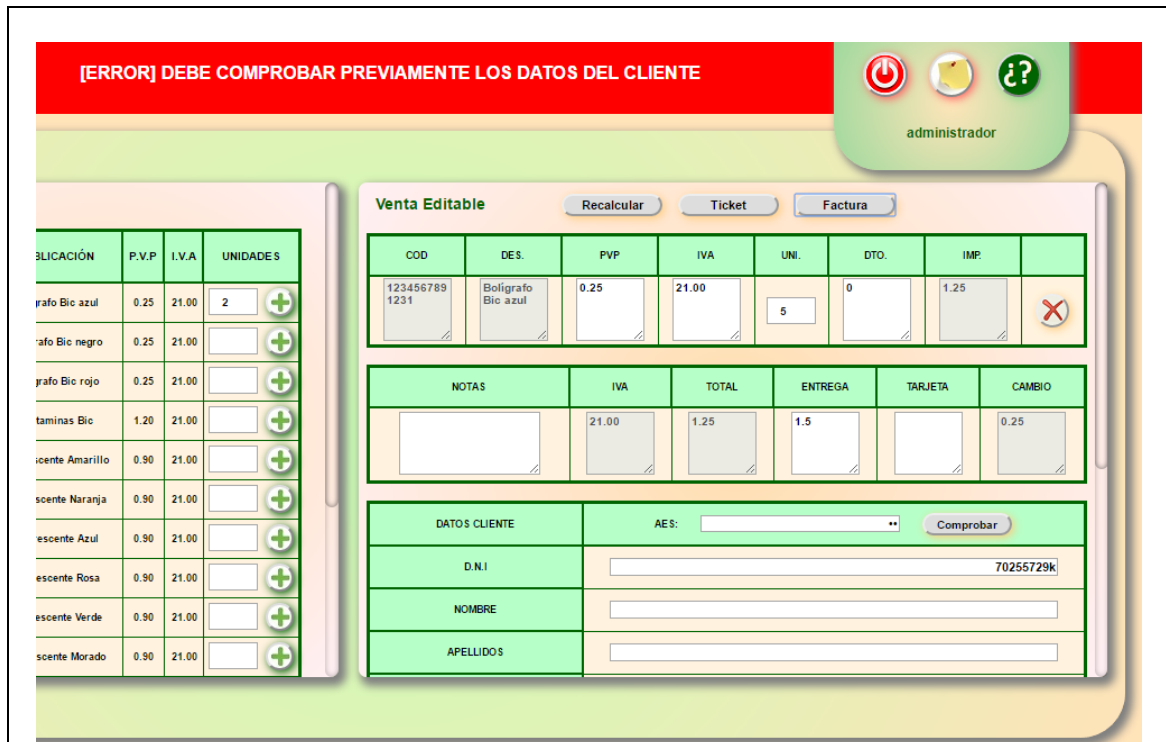 [ERROR] DEBE COMPROBAR PREVIAMENTE LOS DATOS DEL CLIENTE
¿?
administrador
BLICACIÓN P.V.P I.V.A UNIDADES
grafo Bic azul 0.25 21.00 2
rafo Bic negro 0.25 21.00
grafo Bic rojo 0.25 21.00
taminas Bic 1.20 21.00
scente Amarillo 0.90 21.00
scente Naranja 0.90 21.00
rescente Azul 0.90 21.00
escente Rosa 0.90 21.00
escente Verde 0.90 21.00
scente Morado 0.90 21.00
Venta Editable Recalcular Ticket Factura
COD DES. PVP IVA UNI. DTO. IMP.
123456789
1231
Bolígrafo
Bic azul
0.25 21.00 5 0 1.25
NOTAS IVA TOTAL ENTREGA TARJETA CAMBIO
21.00 1.25 1.5 0.25
DATOS CLIENTE AES: •• Comprobar
D.N.I 70255729k
NOMBRE
APELLIDOS